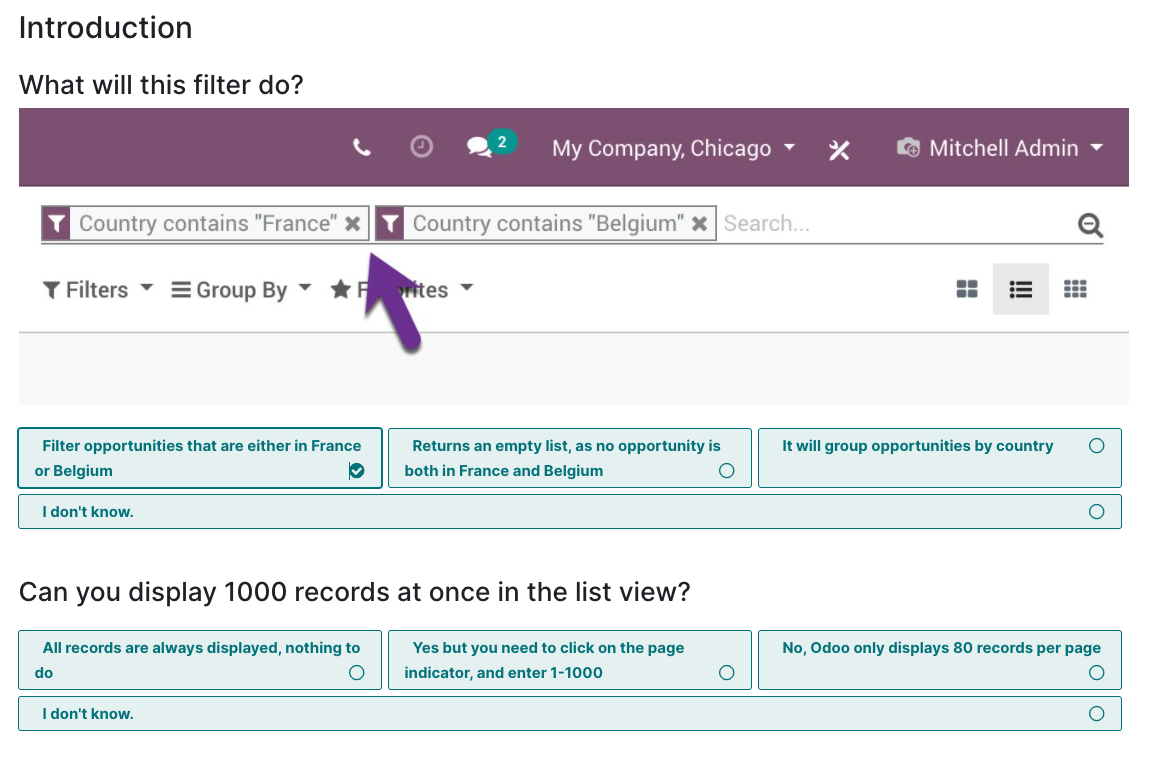 Introduction
What will this filter do?
2 My Company, Chicago Mitchell Admin
Country contains "France" Country contains "Belgium" Search...
Filters Group By Favorites
Filter opportunities that are either in France
or Belgium
Returns an empty list, as no opportunity is
both in France and Belgium
It will group opportunities by country
I don't know.
Can you display 1000 records at once in the list view?
All records are always displayed, nothing to
do
Yes but you need to click on the page
indicator, and enter 1-1000
No, Odoo only displays 80 records per page
I don't know.